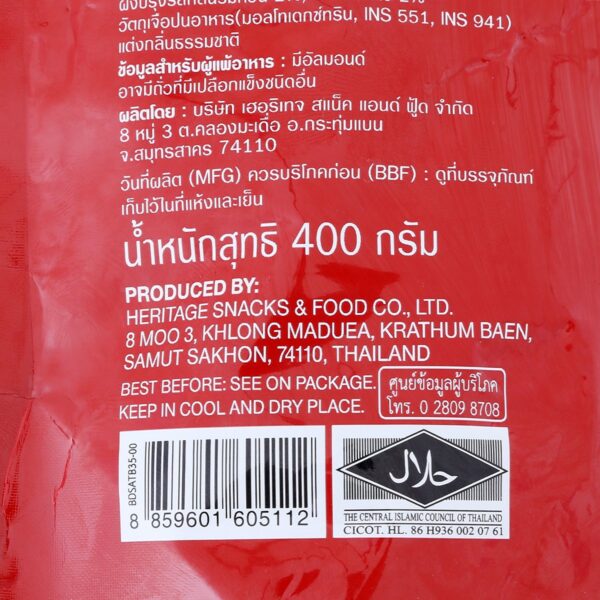 วัตถุเจือปนอาหาร(มอลโทเดกซ์ทริน, INS 551, INS 941)
แต่งกลิ่นธรรมชาติ
ข้อมูลสำหรับผู้แพ้อาหาร : มีอัลมอนด์
อาจมีถั่วที่มีเปลือกแข็งชนิดอื่น
ผลิตโดย : บริษัท เฮอริเทจ สแน็ค แอนด์ ฟู้ด จำกัด
8 หมู่ 3 ต.คลองมะเดื่อ อ.กระทุ่มแบน
จ.สมุทรสาคร 74110
วันที่ผลิต (MFG) ควรบริโภคก่อน (BBF) : ดูที่บรรจุภัณฑ์
เก็บไว้ในที่แห้งและเย็น
น้ำหนักสุทธิ 400 กรัม
PRODUCED BY:
HERITAGE SNACKS & FOOD CO., LTD.
8 MOO 3, KHLONG MADUEA, KRATHUM BAEN,
SAMUT SAKHON, 74110, THAILAND
BEST BEFORE: SEE ON PACKAGE.
KEEP IN COOL AND DRY PLACE.
ศูนย์ข้อมูลผู้บริโภค
โทร. 0 2809 8708
BDSATB35-00
8 859601 605112
حلال
THE CENTRAL ISLAMIC COUNCIL OF THAILAND
CICOT. HL. 86 H936 002 07 61